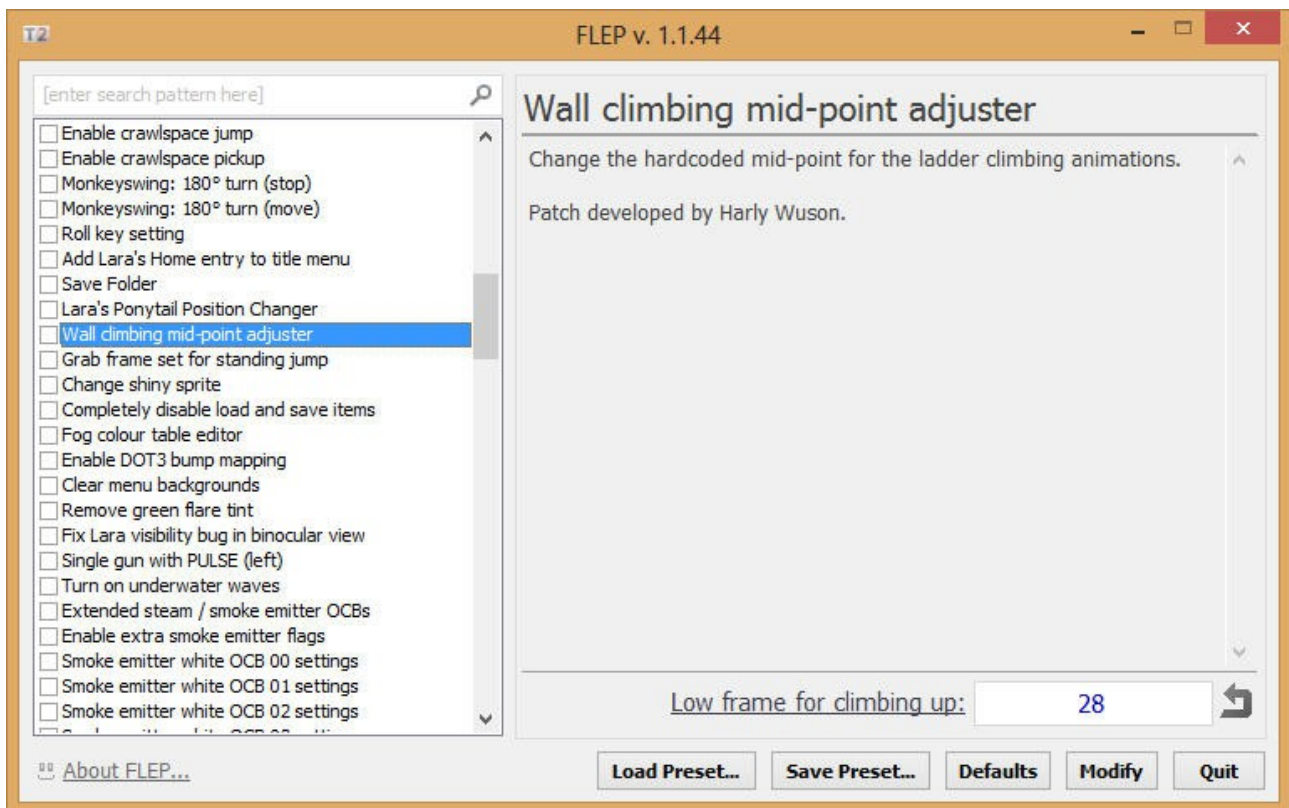 T2
FLEP v. 1.1.44
[enter search pattern here]
Enable crawlspace jump
Enable crawlspace pickup
Monkeyswing: 180° turn (stop)
Monkeyswing: 180° turn (move)
Roll key setting
Add Lara's Home entry to title menu
Save Folder
Lara's Ponytail Position Changer
Wall climbing mid-point adjuster
Grab frame set for standing jump
Change shiny sprite
Completely disable load and save items
Fog colour table editor
Enable DOT3 bump mapping
Clear menu backgrounds
Remove green flare tint
Fix Lara visibility bug in binocular view
Single gun with PULSE (left)
Turn on underwater waves
Extended steam / smoke emitter OCBs
Enable extra smoke emitter flags
Smoke emitter white OCB 00 settings
Smoke emitter white OCB 01 settings
Smoke emitter white OCB 02 settings
Wall climbing mid-point adjuster
Change the hardcoded mid-point for the ladder climbing animations.
Patch developed by Harly Wuson.
Low frame for climbing up: 28
About FLEP...
Load Preset... Save Preset... Defaults Modify Quit